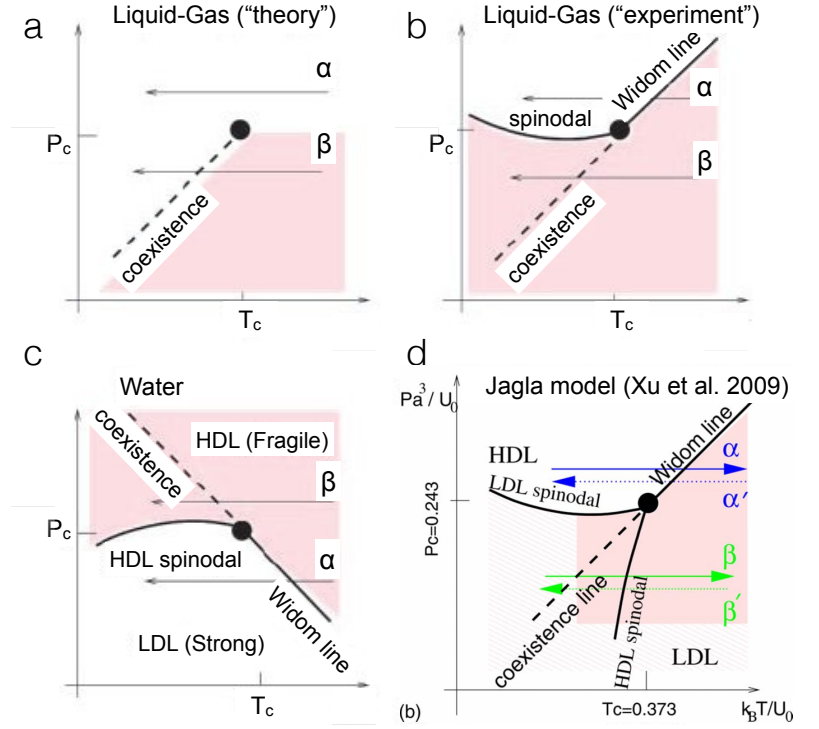 a
Liquid-Gas ("theory")
α
Pc
β
coexistence
Tc
b
Liquid-Gas ("experiment")
Widom line
α
spinodal
Pc
β
coexistence
Tc
c
Water
coexistence
HDL (Fragile)
β
Pc
HDL spinodal
α
Widom line
LDL (Strong)
Tc
d
Jagla model (Xu et al. 2009)
Pa³/U₀
Widom line
HDL
α
LDL spinodal
α′
Pc=0.243
β
β′
coexistence line
HDL spinodal
LDL
(b)
Tc=0.373
k_BT/U₀